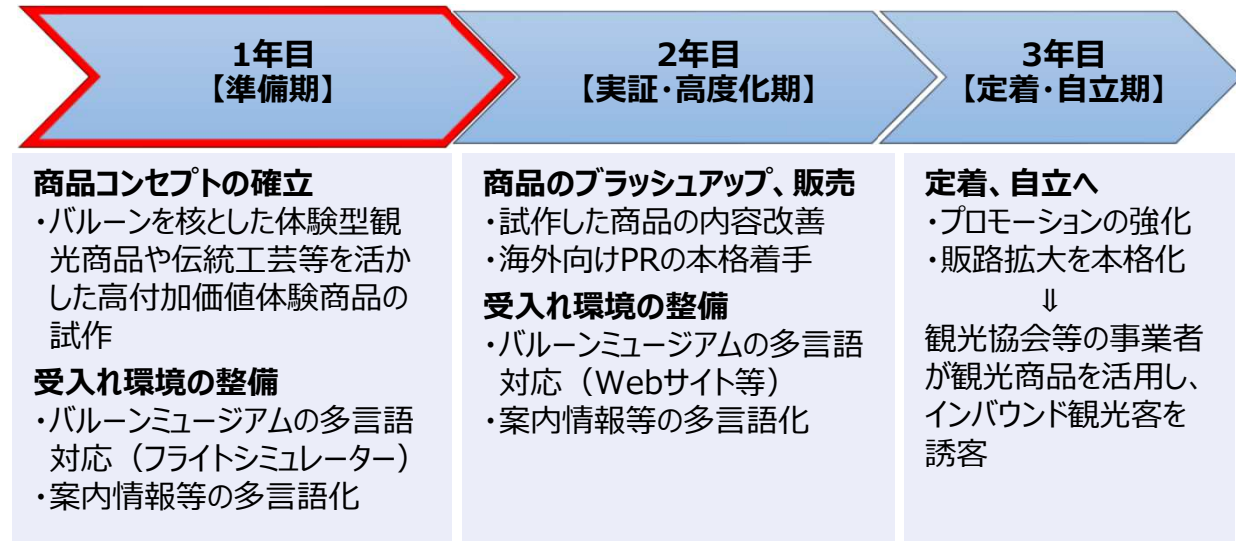 1年目
【準備期】
2年目
【実証・高度化期】
3年目
【定着・自立期】
商品コンセプトの確立
・バルーンを核とした体験型観
光商品や伝統工芸等を活か
した高付加価値体験商品の
試作
受入れ環境の整備
・バルーンミュージアムの多言語
対応（フライトシミュレーター）
・案内情報等の多言語化
商品のブラッシュアップ、販売
・試作した商品の内容改善
・海外向けPRの本格着手
受入れ環境の整備
・バルーンミュージアムの多言語
対応（Webサイト等）
・案内情報等の多言語化
定着、自立へ
・プロモーションの強化
・販路拡大を本格化
⇓
観光協会等の事業者
が観光商品を活用し、
インバウンド観光客を
誘客